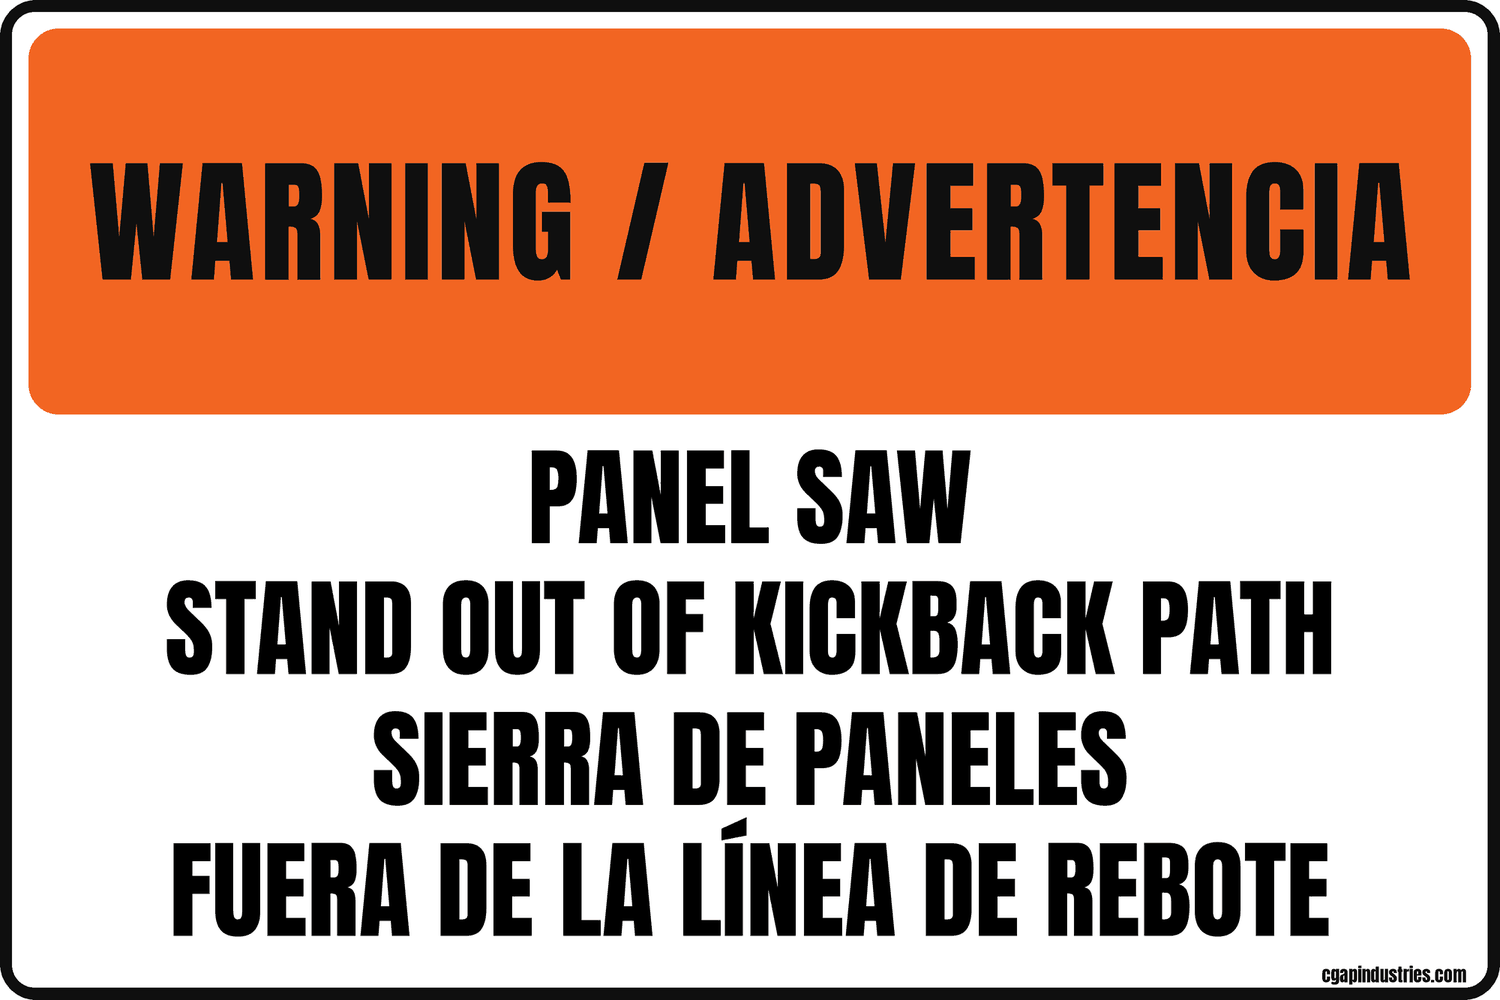 WARNING / ADVERTENCIA
PANEL SAW
STAND OUT OF KICKBACK PATH
SIERRA DE PANELES
FUERA DE LA LÍNEA DE REBOTE
cgapindustries.com